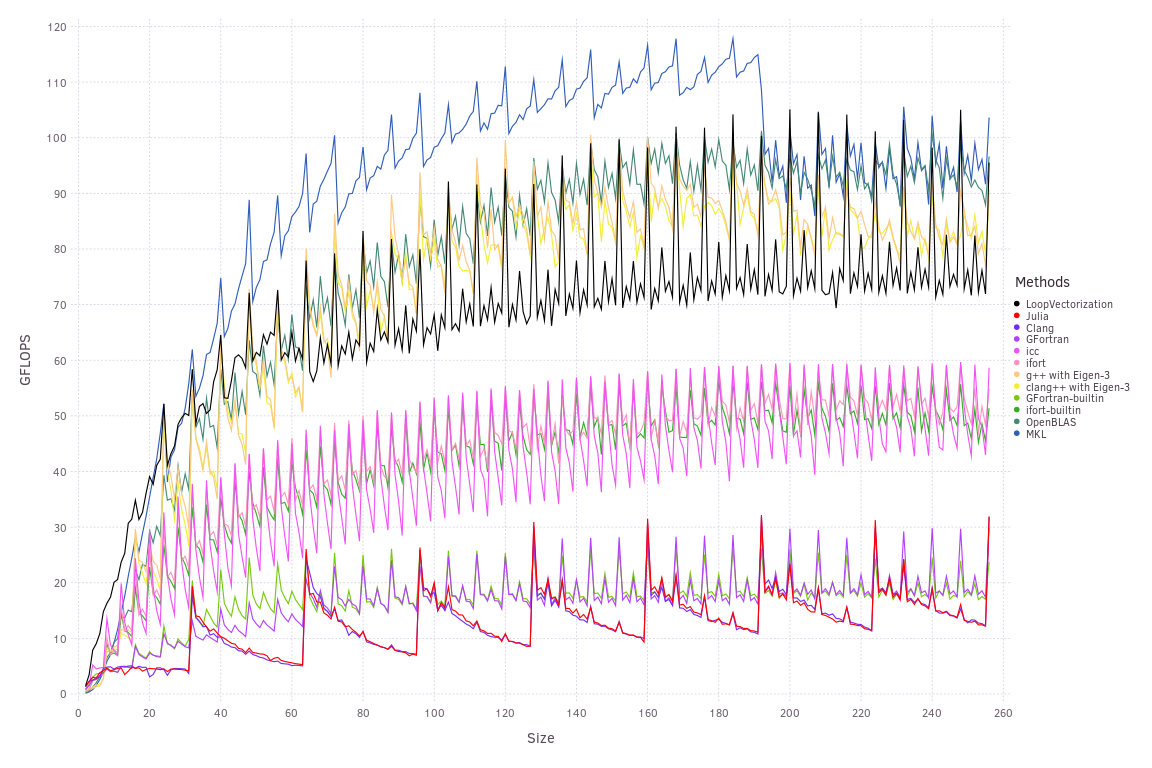 120
110
100
90
80
70
60
50
40
30
20
10
0
GFLOPS
0 20 40 60 80 100 120 140 160 180 200 220 240 260
Size
Methods
LoopVectorization
Julia
Clang
GFortran
icc
ifort
g++ with Eigen-3
clang++ with Eigen-3
GFortran-builtin
ifort-builtin
OpenBLAS
MKL